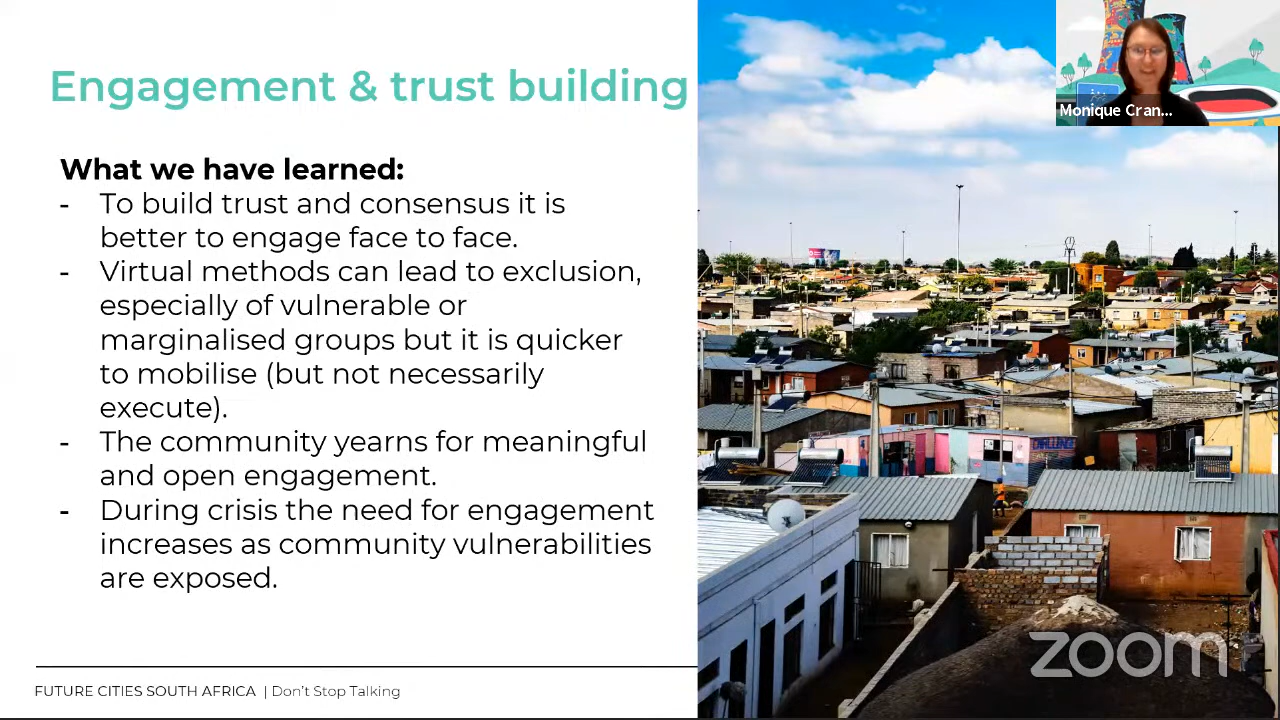 Engagement & trust building
Monique Cran...
What we have learned:
- To build trust and consensus it is
better to engage face to face.
- Virtual methods can lead to exclusion,
especially of vulnerable or
marginalised groups but it is quicker
to mobilise (but not necessarily
execute).
- The community yearns for meaningful
and open engagement.
- During crisis the need for engagement
increases as community vulnerabilities
are exposed.
FUTURE CITIES SOUTH AFRICA | Don't Stop Talking
zoom